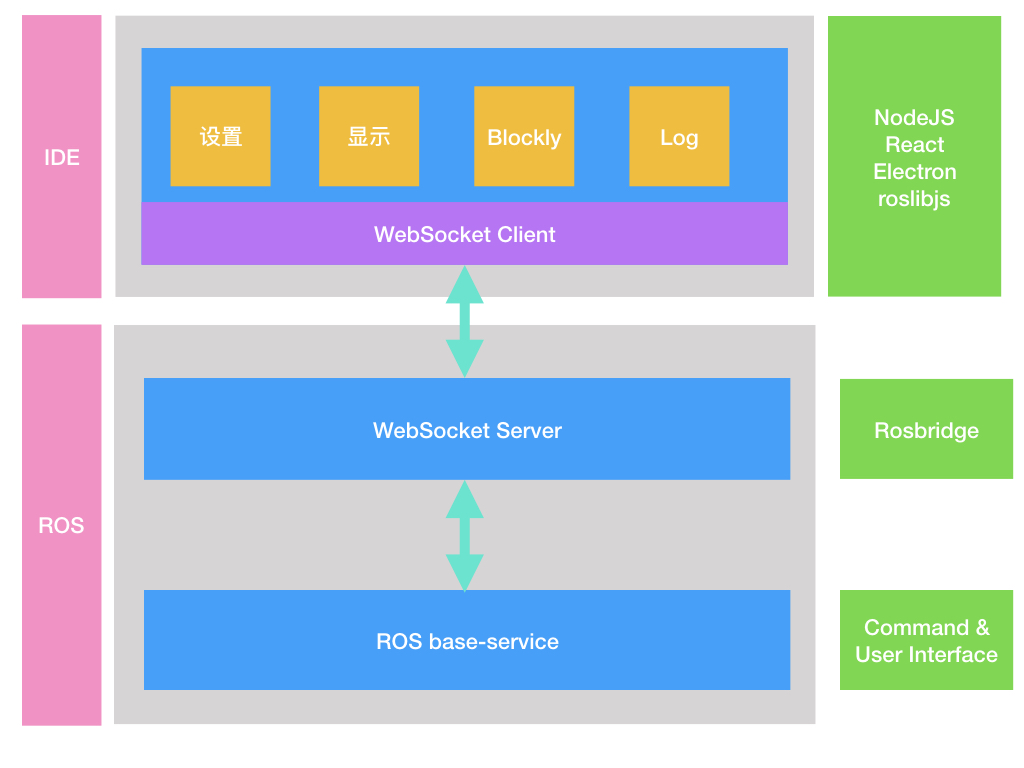 IDE
设置
显示
Blockly
Log
WebSocket Client
NodeJS
React
Electron
roslibjs
ROS
WebSocket Server
Rosbridge
ROS base-service
Command &
User Interface